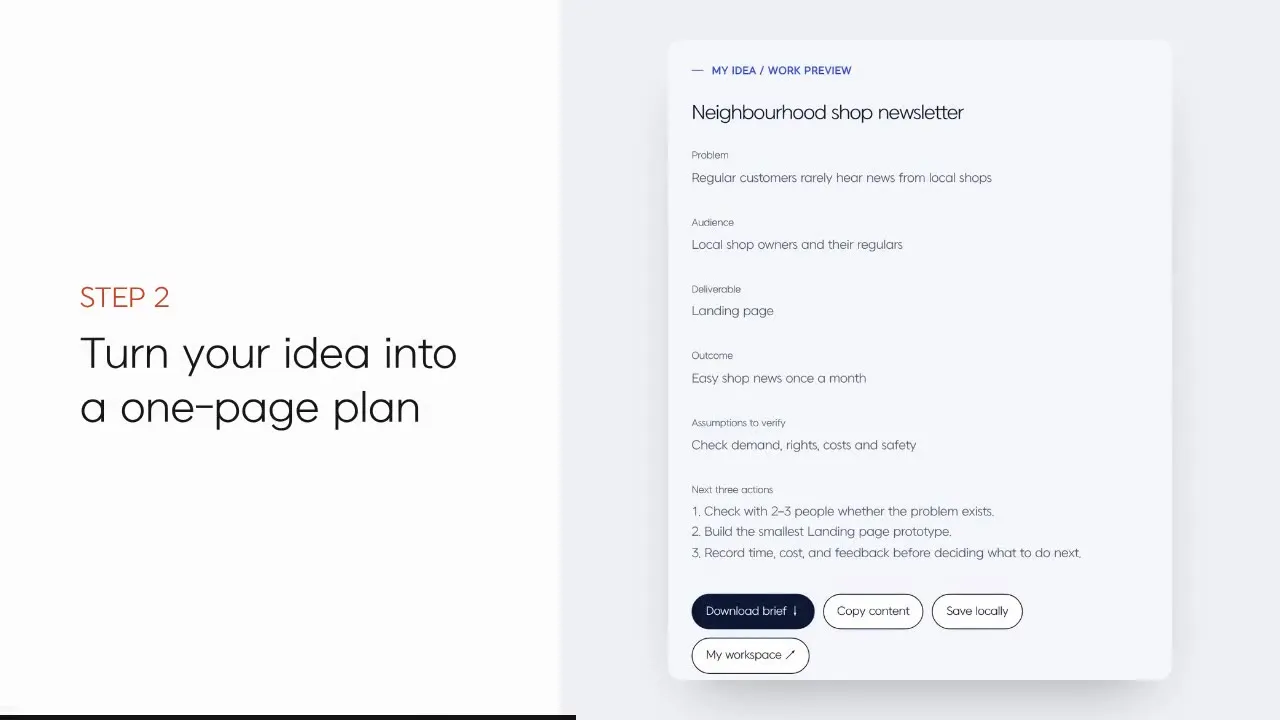 STEP 2
Turn your idea into
a one-page plan
— MY IDEA / WORK PREVIEW
Neighbourhood shop newsletter
Problem
Regular customers rarely hear news from local shops
Audience
Local shop owners and their regulars
Deliverable
Landing page
Outcome
Easy shop news once a month
Assumptions to verify
Check demand, rights, costs and safety
Next three actions
1. Check with 2–3 people whether the problem exists.
2. Build the smallest Landing page prototype.
3. Record time, cost, and feedback before deciding what to do next.
Download brief ↓
Copy content
Save locally
My workspace ↗